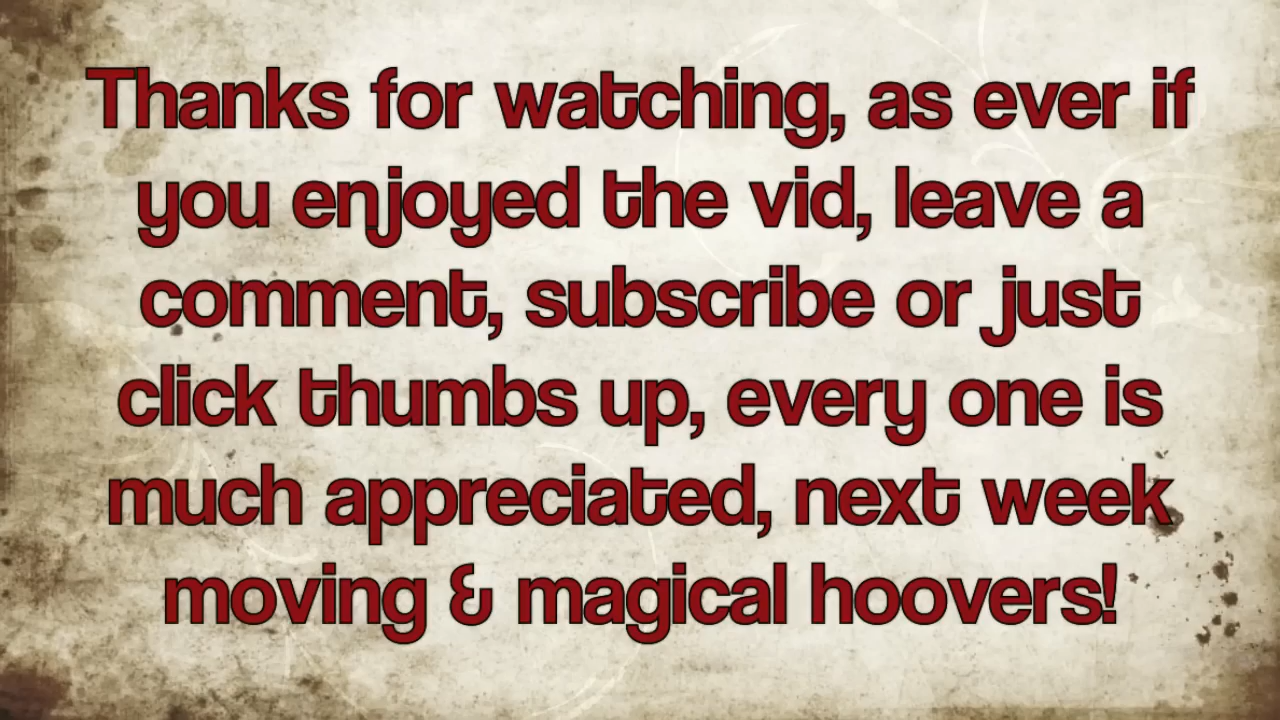 Thanks for watching, as ever if
you enjoyed the vid, leave a
comment, subscribe or just
click thumbs up, every one is
much appreciated, next week
moving & magical hoovers!